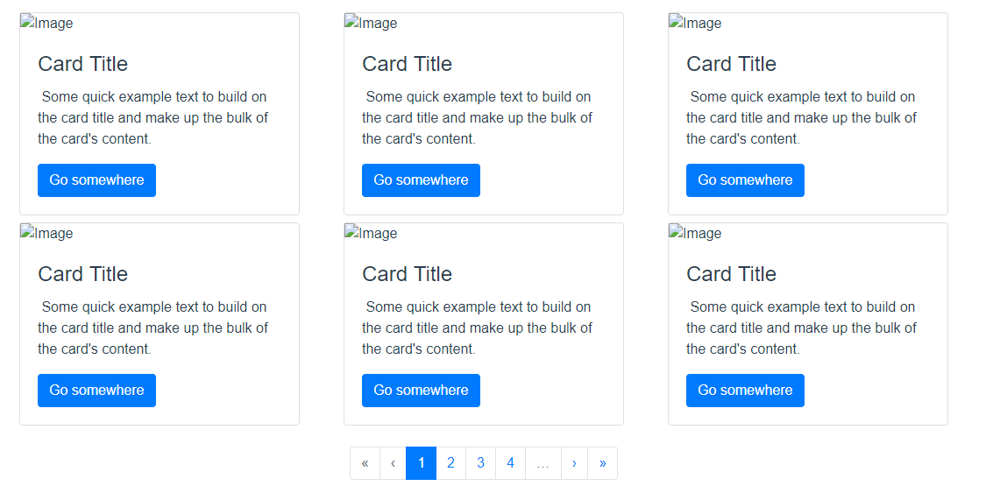 Image
Card Title
Some quick example text to build on
the card title and make up the bulk of
the card's content.
Go somewhere
Image
Card Title
Some quick example text to build on
the card title and make up the bulk of
the card's content.
Go somewhere
Image
Card Title
Some quick example text to build on
the card title and make up the bulk of
the card's content.
Go somewhere
Image
Card Title
Some quick example text to build on
the card title and make up the bulk of
the card's content.
Go somewhere
Image
Card Title
Some quick example text to build on
the card title and make up the bulk of
the card's content.
Go somewhere
Image
Card Title
Some quick example text to build on
the card title and make up the bulk of
the card's content.
Go somewhere
« ‹ 1 2 3 4 … › »